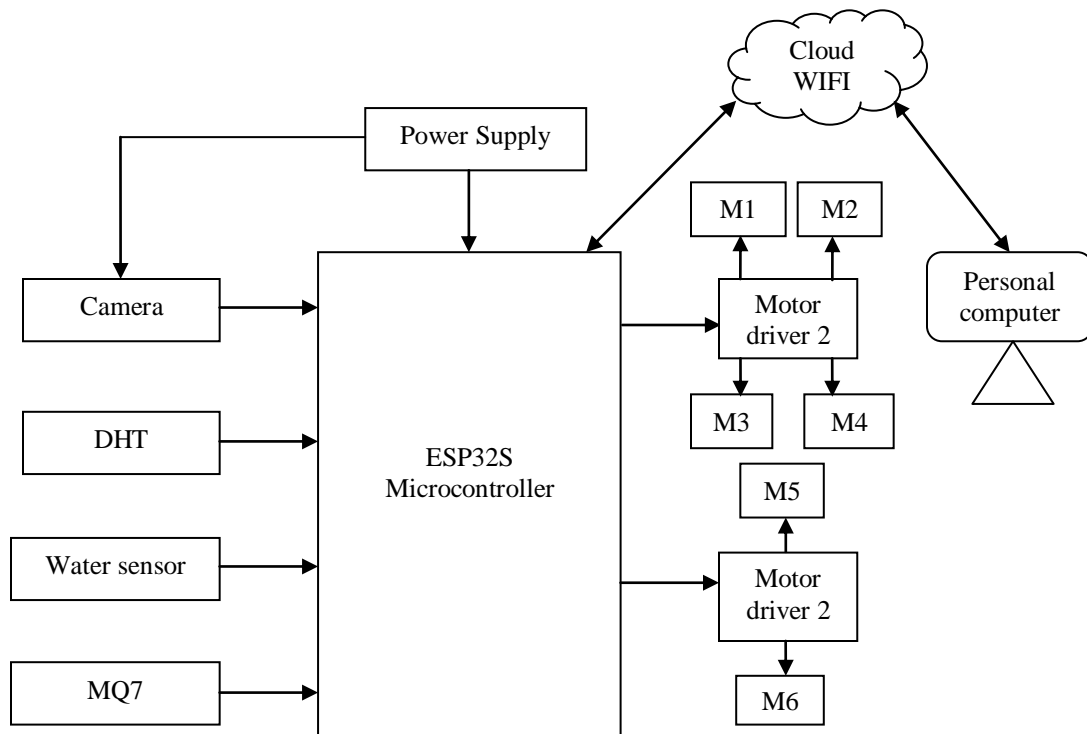 Cloud
WIFI
Power Supply
M1
M2
Camera
Motor
driver 2
Personal
computer
DHT
M3
M4
ESP32S
Microcontroller
M5
Water sensor
Motor
driver 2
MQ7
M6